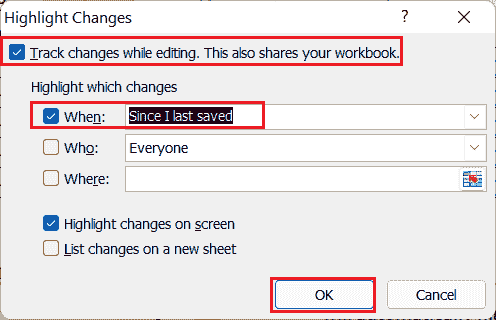 Highlight Changes
Track changes while editing. This also shares your workbook.
Highlight which changes
When: Since I last saved
Who: Everyone
Where:
Highlight changes on screen
List changes on a new sheet
OK Cancel